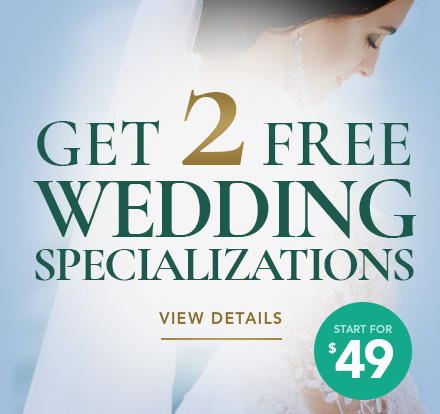 GET 2 FREE
WEDDING
SPECIALIZATIONS
VIEW DETAILS
START FOR
$49